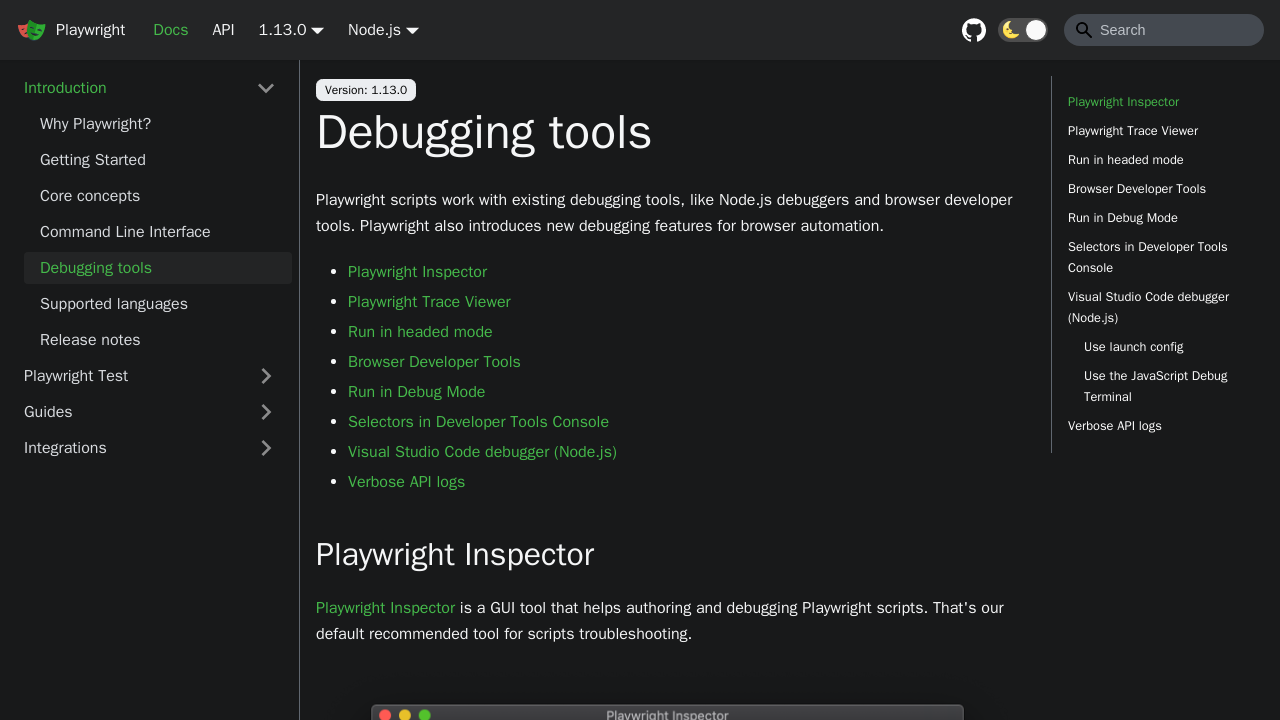 Playwright
Docs
API
1.13.0
Node.js
Search
Introduction
Why Playwright?
Getting Started
Core concepts
Command Line Interface
Debugging tools
Supported languages
Release notes
Playwright Test
Guides
Integrations
Version: 1.13.0
Debugging tools
Playwright scripts work with existing debugging tools, like Node.js debuggers and browser developer
tools. Playwright also introduces new debugging features for browser automation.
Playwright Inspector
Playwright Trace Viewer
Run in headed mode
Browser Developer Tools
Run in Debug Mode
Selectors in Developer Tools Console
Visual Studio Code debugger (Node.js)
Verbose API logs
Playwright Inspector
Playwright Inspector is a GUI tool that helps authoring and debugging Playwright scripts. That's our
default recommended tool for scripts troubleshooting.
Playwright Inspector
Playwright Inspector
Playwright Trace Viewer
Run in headed mode
Browser Developer Tools
Run in Debug Mode
Selectors in Developer Tools
Console
Visual Studio Code debugger
(Node.js)
Use launch config
Use the JavaScript Debug
Terminal
Verbose API logs